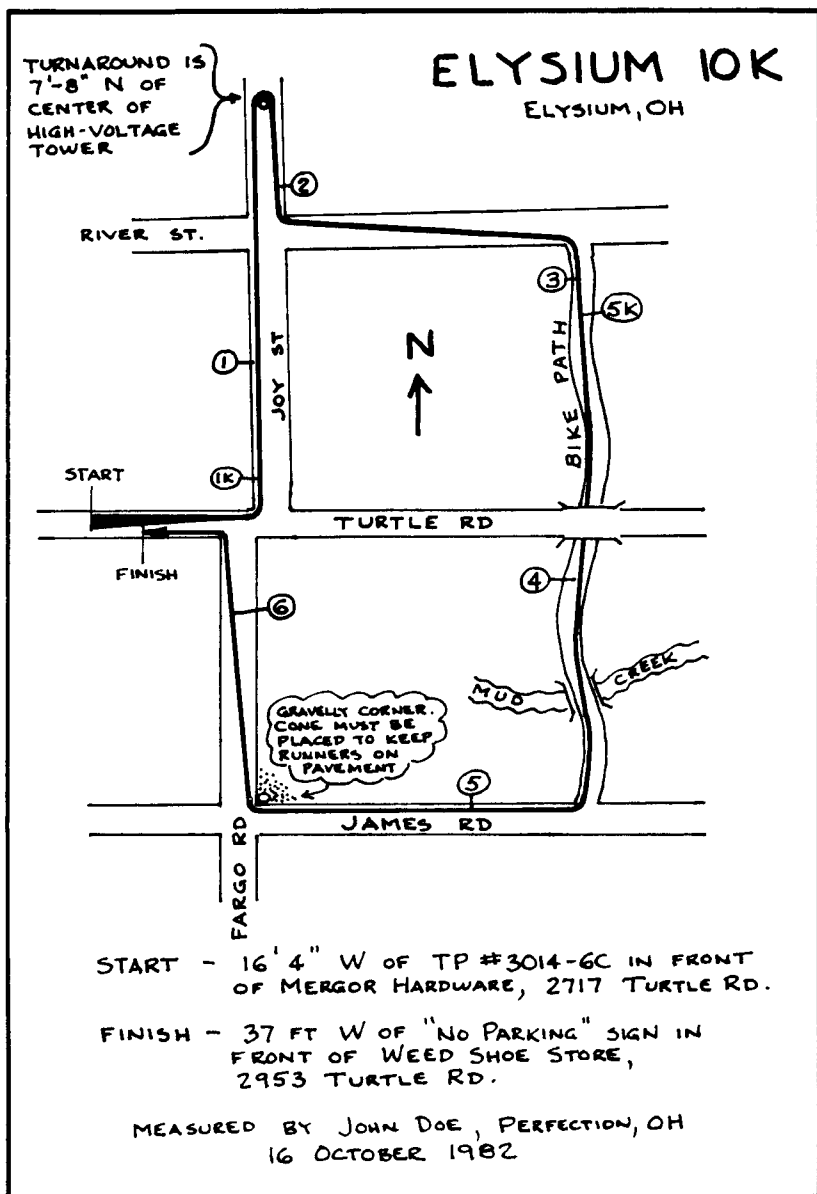 ELYSIUM 10K
ELYSIUM, OH
TURNAROUND IS
7'-8" N OF
CENTER OF
HIGH-VOLTAGE
TOWER
2
RIVER ST.
3
5K
1
JOY ST
N
BIKE PATH
1K
START
TURTLE RD
FINISH
4
6
MUD CREEK
GRAVELLY CORNER.
CONE MUST BE
PLACED TO KEEP
RUNNERS ON
PAVEMENT
5
JAMES RD
FARGO RD
START - 16'4" W OF TP #3014-6C IN FRONT
OF MERGOR HARDWARE, 2717 TURTLE RD.
FINISH - 37 FT W OF "NO PARKING" SIGN IN
FRONT OF WEED SHOE STORE,
2953 TURTLE RD.
MEASURED BY JOHN DOE, PERFECTION, OH
16 OCTOBER 1982